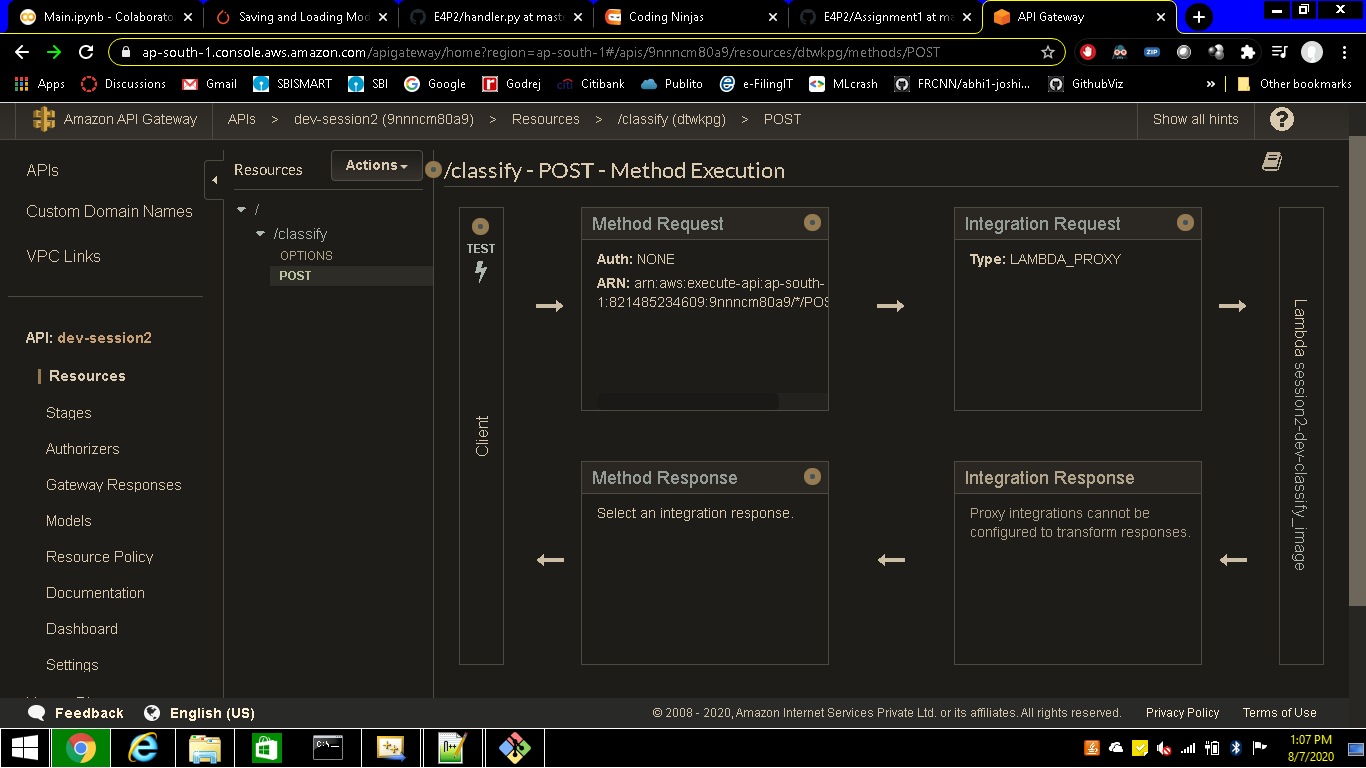 Main.ipynb - Colaborato
Saving and Loading Mod
E4P2/handler.py at mast
Coding Ninjas
E4P2/Assignment1 at ma
API Gateway
ap-south-1.console.aws.amazon.com/apigateway/home?region=ap-south-1#/apis/9nnncm80a9/resources/dtwkpg/methods/POST
Apps
Discussions
Gmail
SBISMART
SBI
Google
Godrej
citi Citibank
Publito
e-FilingIT
MLcrash
FRCNN/abhi1-joshi...
GithubViz
»
Other bookmarks
Amazon API Gateway
APIs > dev-session2 (9nnncm80a9) > Resources > /classify (dtwkpg) > POST
Show all hints
?
APIs
Custom Domain Names
VPC Links
API: dev-session2
Resources
Stages
Authorizers
Gateway Responses
Models
Resource Policy
Documentation
Dashboard
Settings
Resources
Actions
/
/classify
OPTIONS
POST
/classify - POST - Method Execution
TEST
Client
Method Request
Auth: NONE
ARN: arn:aws:execute-api:ap-south-
1:821485234609:9nnncm80a9/*/POS
Integration Request
Type: LAMBDA_PROXY
Lambda session2-dev-classify_image
Method Response
Select an integration response.
Integration Response
Proxy integrations cannot be
configured to transform responses.
Feedback
English (US)
© 2008 - 2020, Amazon Internet Services Private Ltd. or its affiliates. All rights reserved.
Privacy Policy
Terms of Use
1:07 PM
8/7/2020